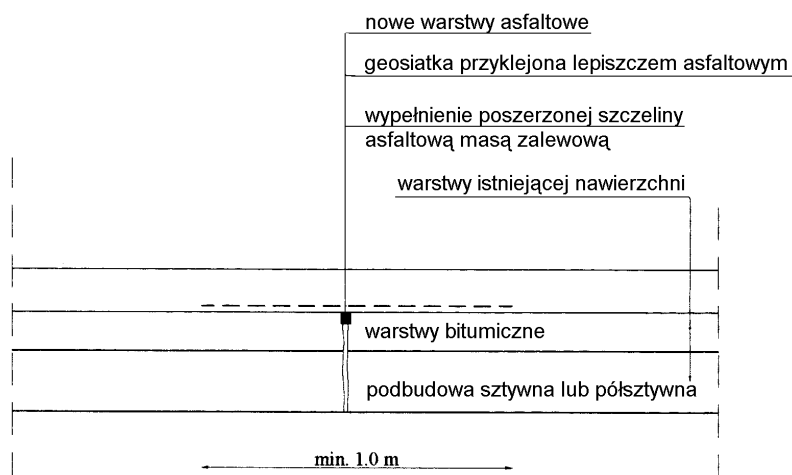 nowe warstwy asfaltowe
geosiatka przyklejona lepiszczem asfaltowym
wypełnienie poszerzonej szczeliny
asfaltową masą zalewową
warstwy istniejącej nawierzchni
warstwy bitumiczne
podbudowa sztywna lub półsztywna
min. 1.0 m